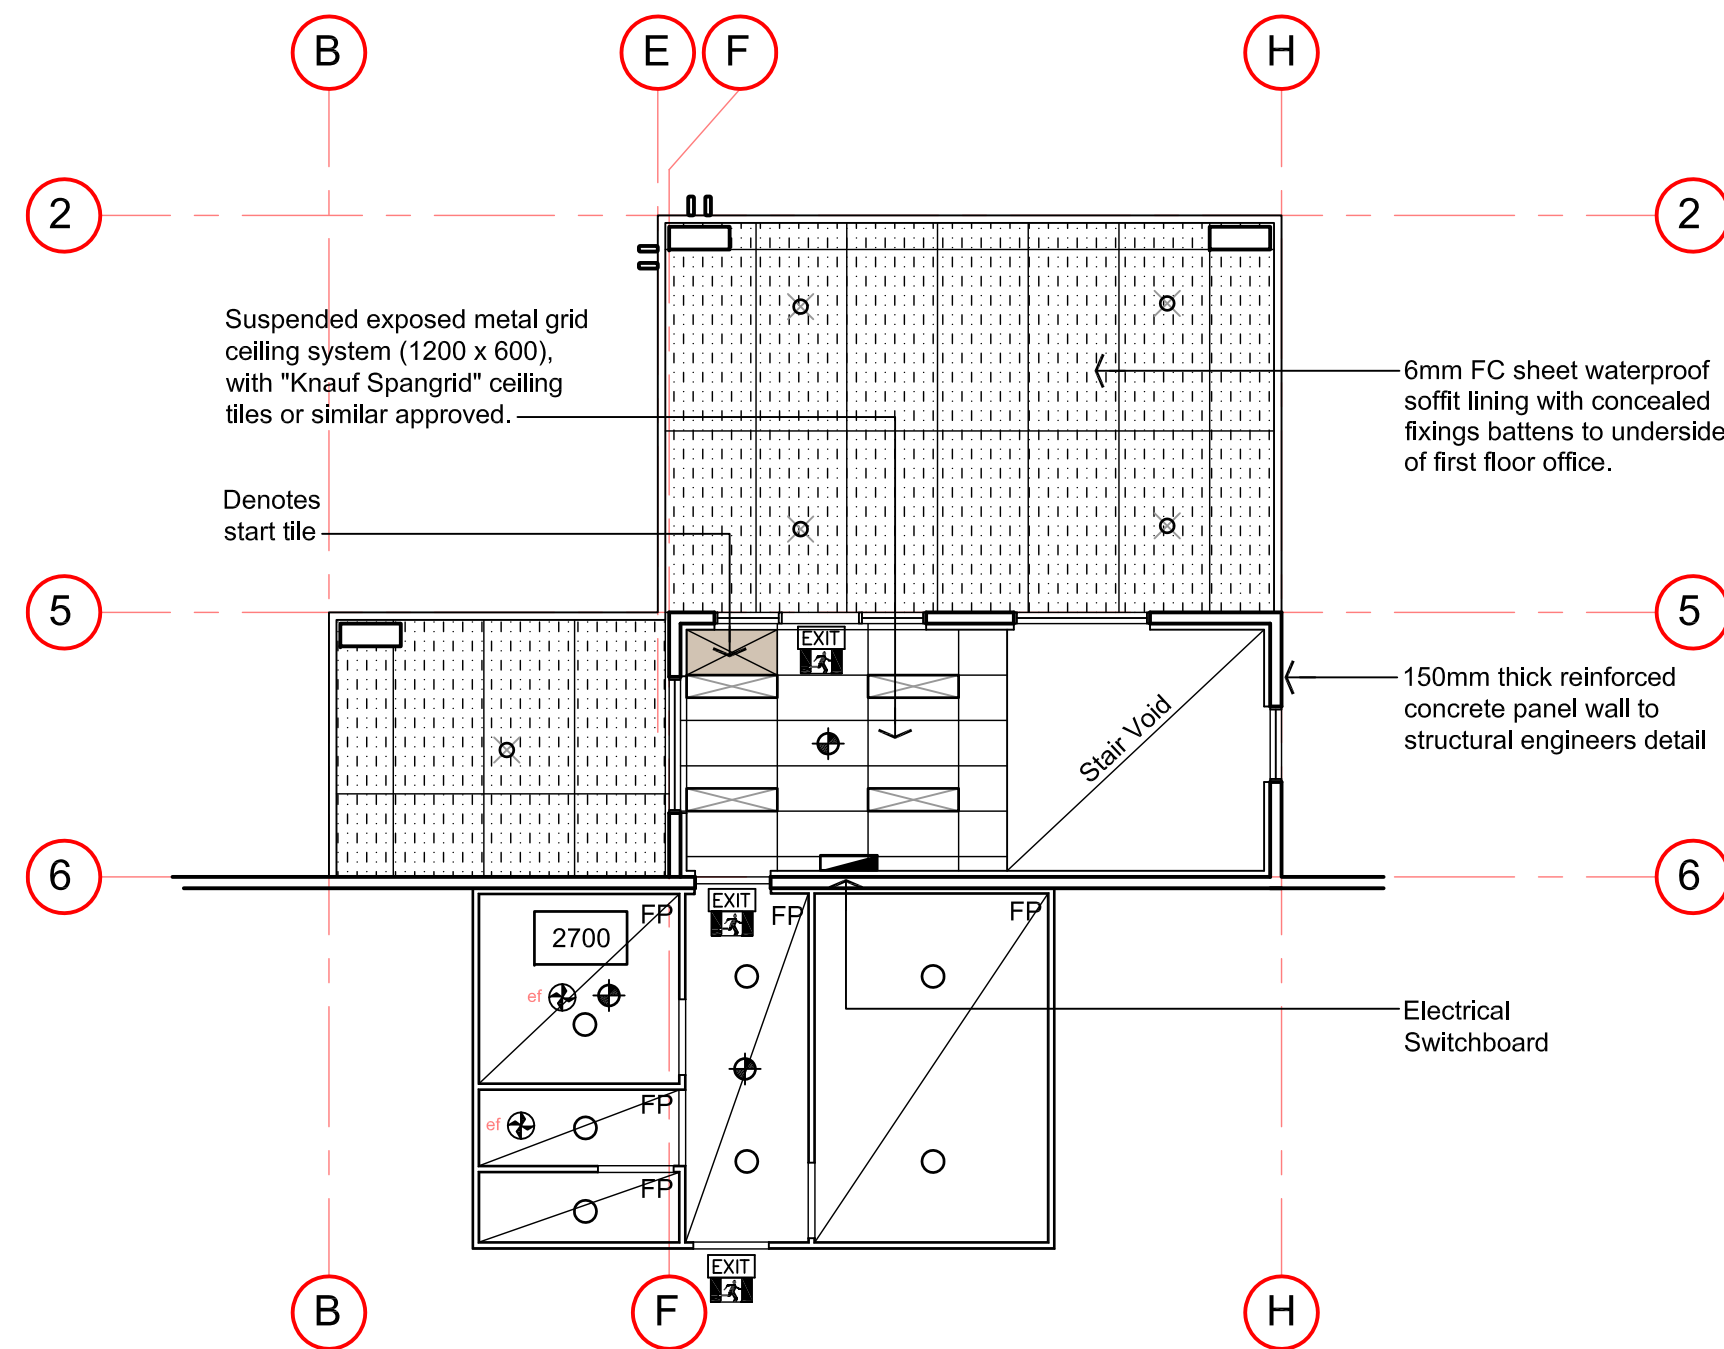 B
E
F
H
2
2
Suspended exposed metal grid
ceiling system (1200 x 600),
with "Knauf Spangrid" ceiling
tiles or similar approved.
6mm FC sheet waterproof
soffit lining with concealed
fixings battens to underside
of first floor office.
Denotes
start tile
5
5
EXIT
150mm thick reinforced
concrete panel wall to
structural engineers detail
Stair Void
6
6
EXIT
FP
FP
FP
2700
ef
Electrical
Switchboard
FP
ef
FP
EXIT
B
F
H